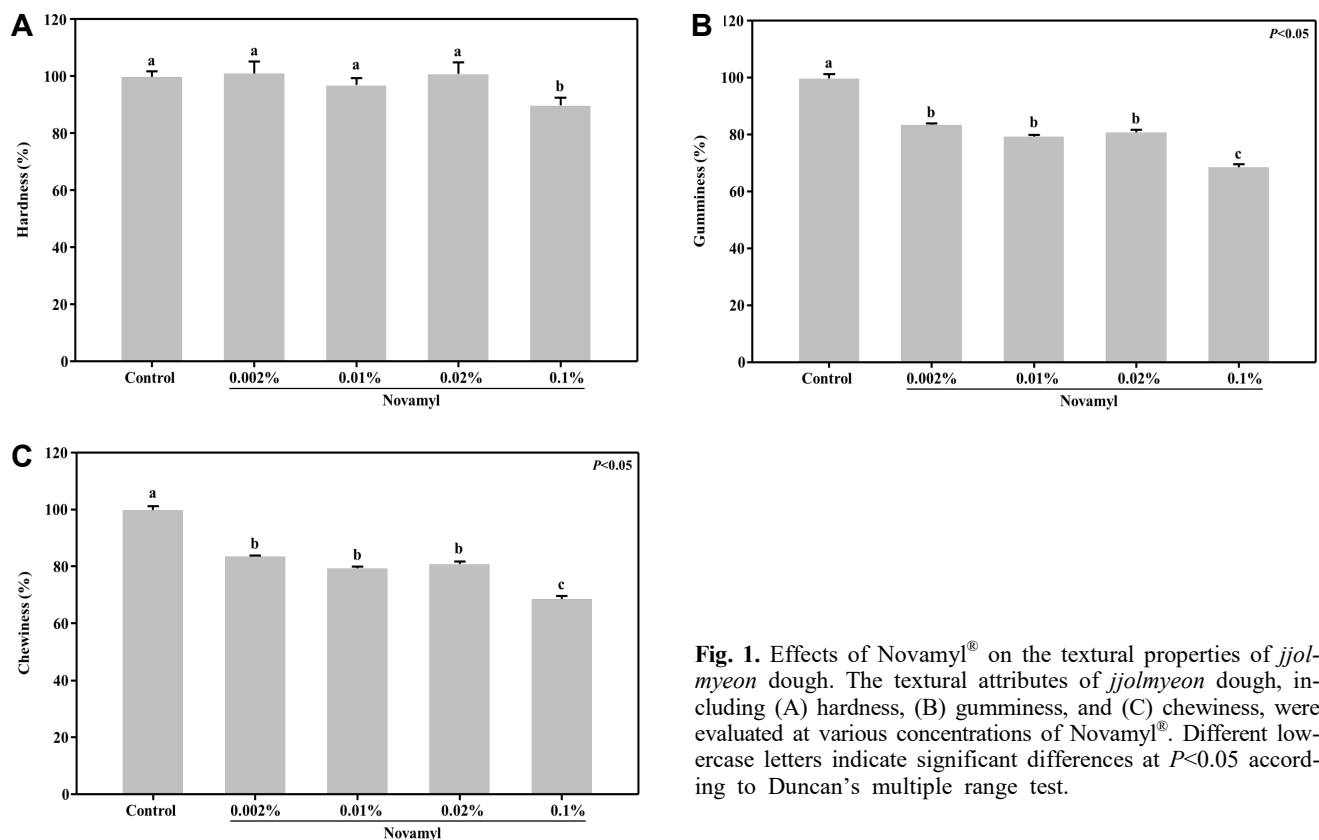 A
Hardness (%)
120
100
80
60
40
20
0
a
a
a
a
b
Control
0.002%
0.01%
0.02%
0.1%
Novamyl
B
Gumminess (%)
120
100
80
60
40
20
0
P<0.05
a
b
b
b
c
Control
0.002%
0.01%
0.02%
0.1%
Novamyl
C
Chewiness (%)
120
100
80
60
40
20
0
P<0.05
a
b
b
b
c
Control
0.002%
0.01%
0.02%
0.1%
Novamyl
Fig. 1. Effects of Novamyl® on the textural properties of jjol-
myeon dough. The textural attributes of jjolmyeon dough, in-
cluding (A) hardness, (B) gumminess, and (C) chewiness, were
evaluated at various concentrations of Novamyl®. Different low-
ercase letters indicate significant differences at P<0.05 accord-
ing to Duncan's multiple range test.